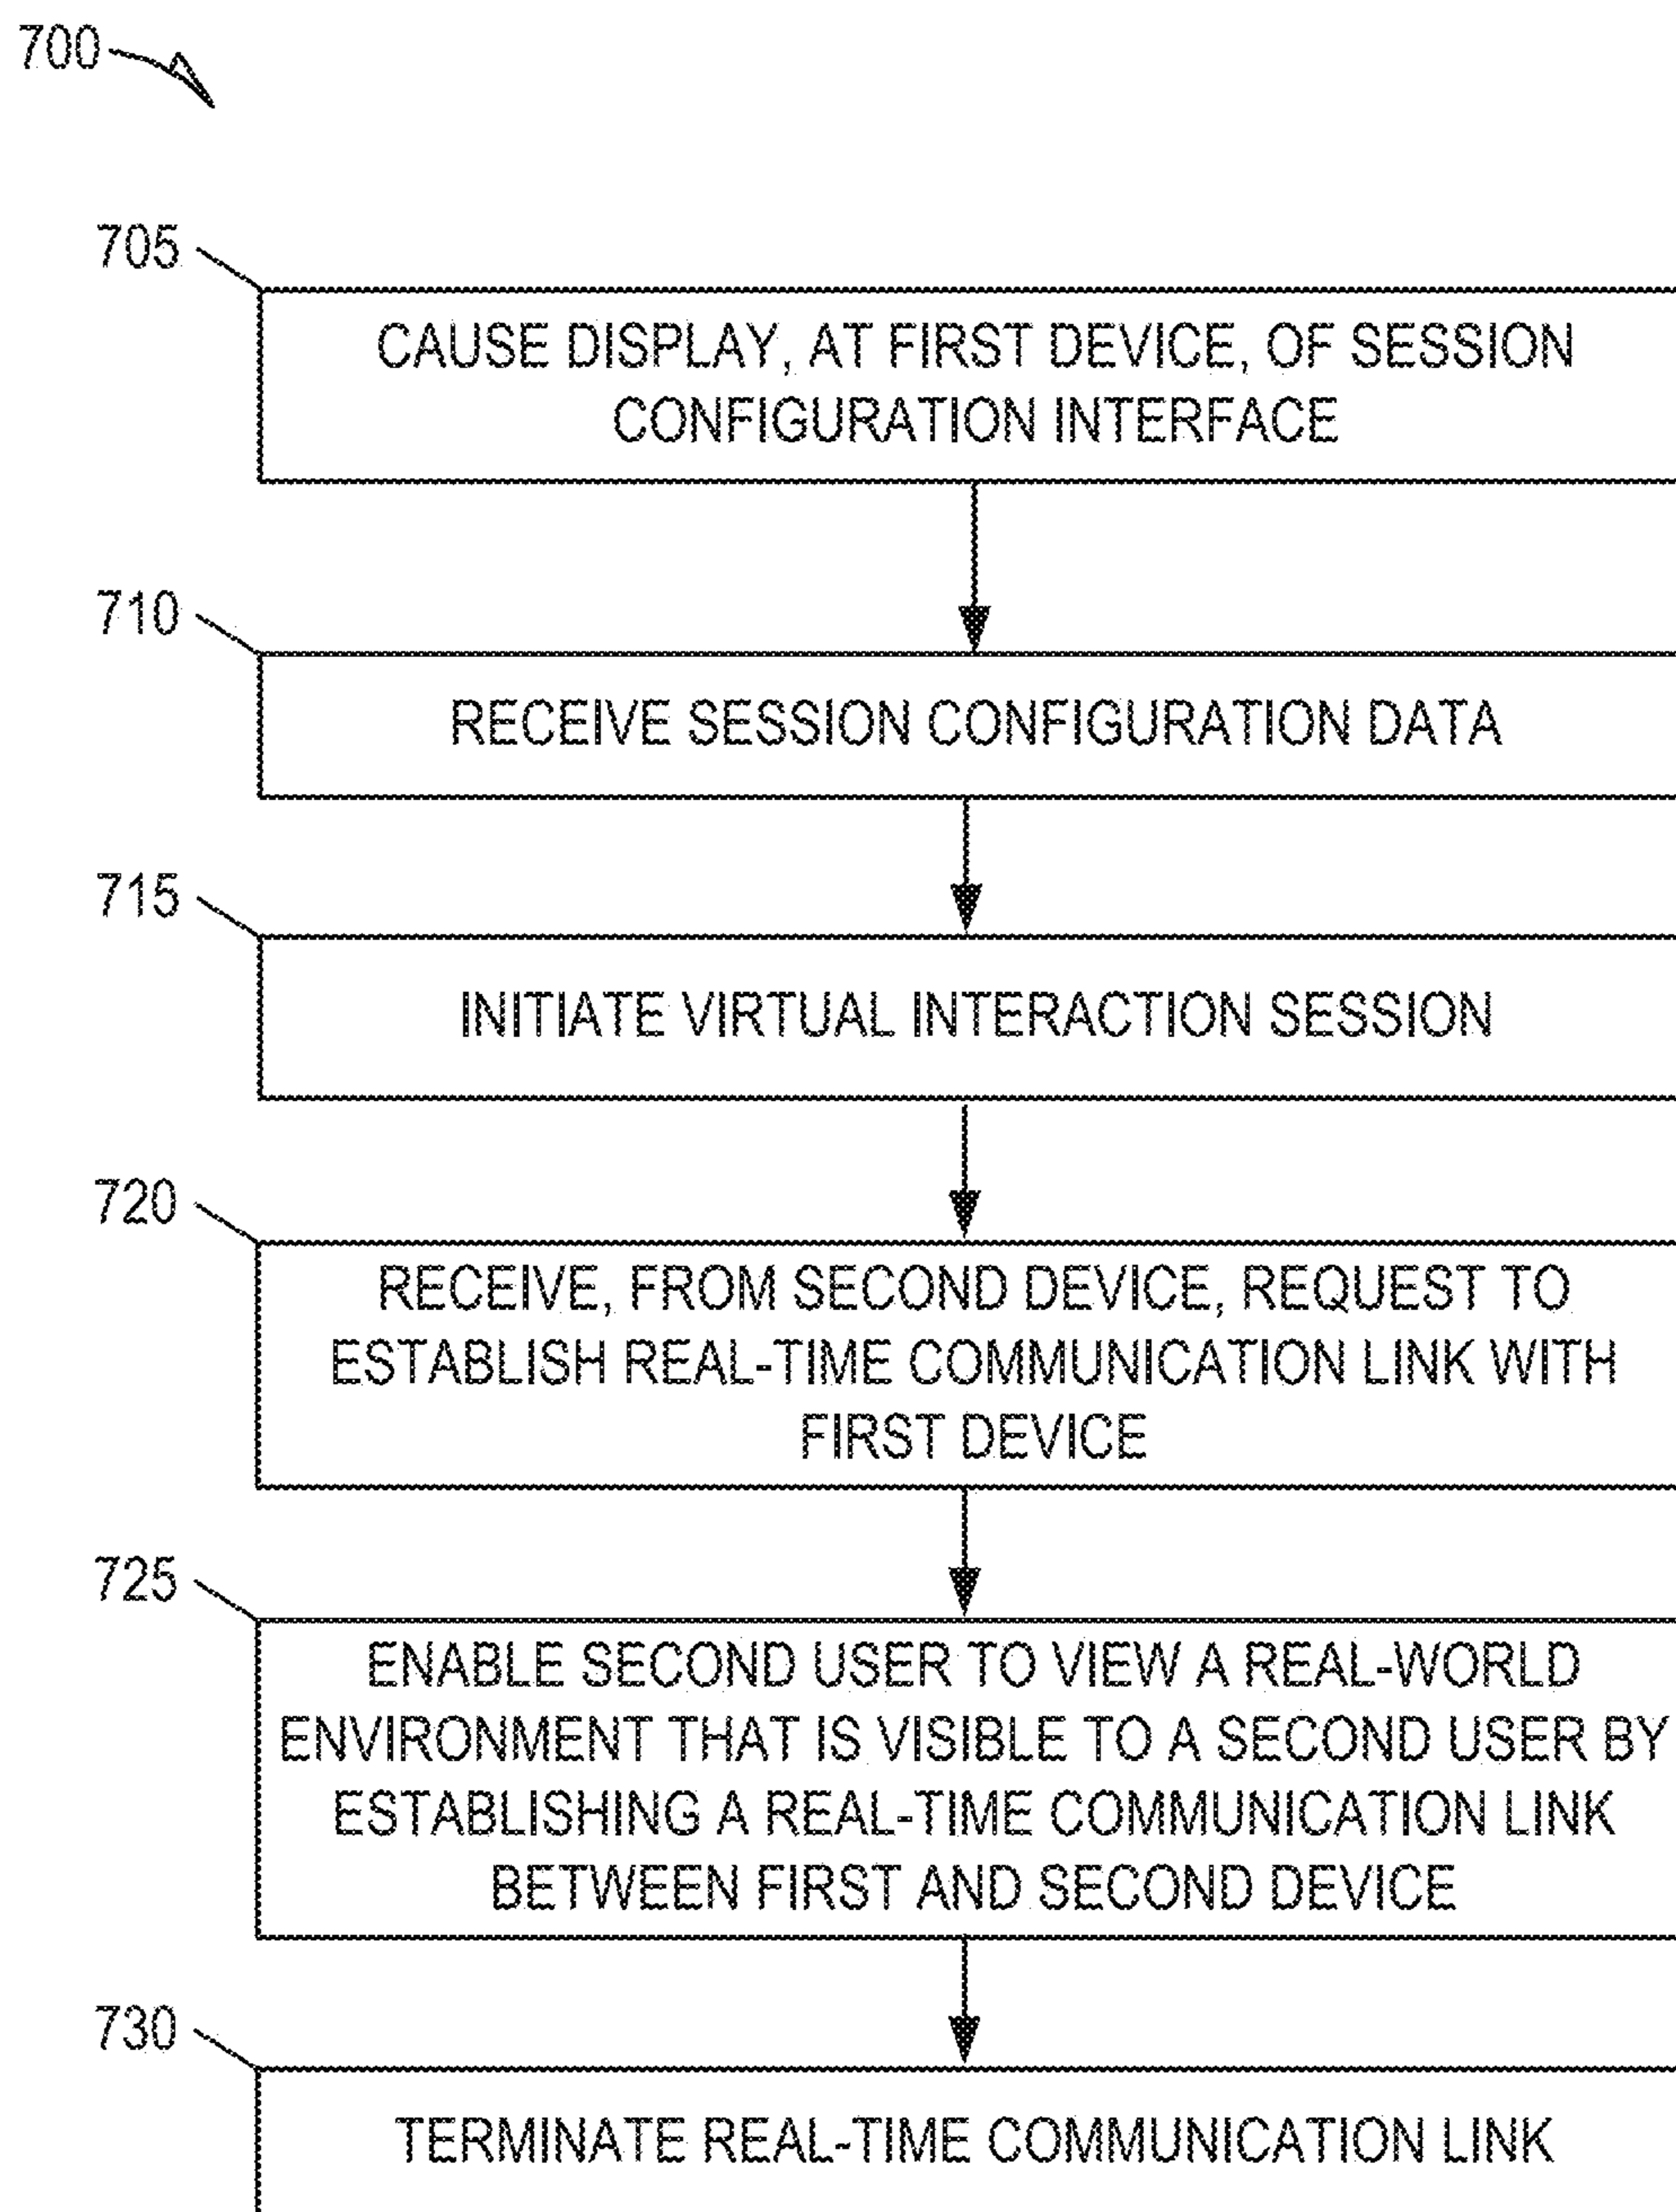 700
705
CAUSE DISPLAY, AT FIRST DEVICE, OF SESSION
CONFIGURATION INTERFACE
710
RECEIVE SESSION CONFIGURATION DATA
715
INITIATE VIRTUAL INTERACTION SESSION
720
RECEIVE, FROM SECOND DEVICE, REQUEST TO
ESTABLISH REAL-TIME COMMUNICATION LINK WITH
FIRST DEVICE
725
ENABLE SECOND USER TO VIEW A REAL-WORLD
ENVIRONMENT THAT IS VISIBLE TO A SECOND USER BY
ESTABLISHING A REAL-TIME COMMUNICATION LINK
BETWEEN FIRST AND SECOND DEVICE
730
TERMINATE REAL-TIME COMMUNICATION LINK